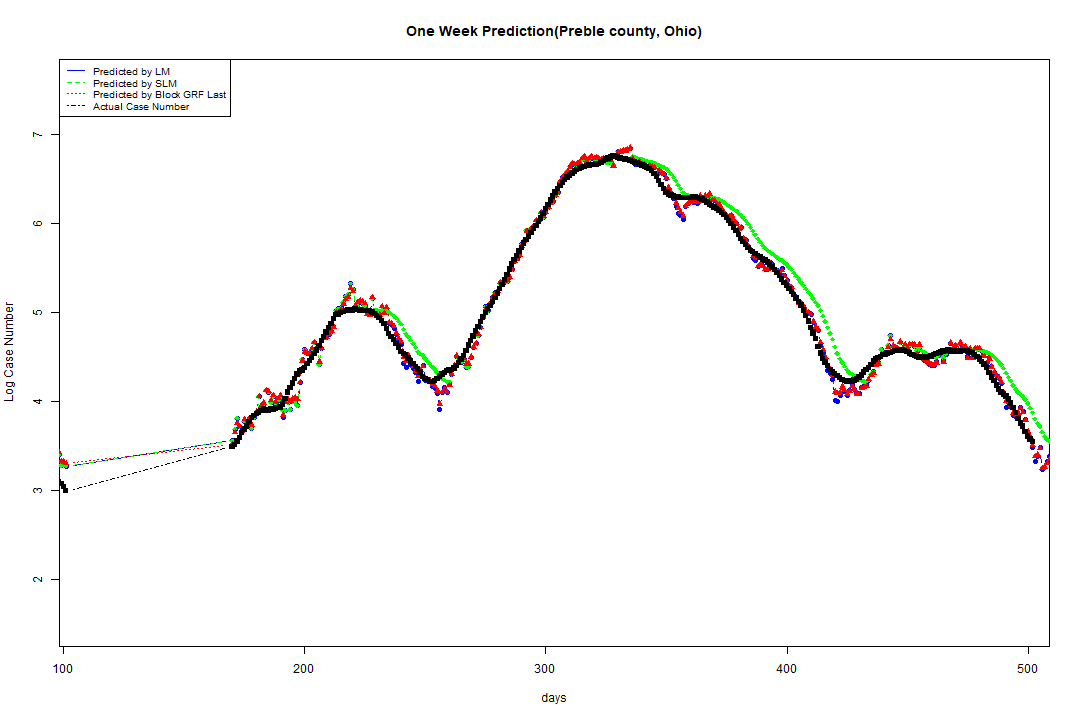 One Week Prediction(Preble county, Ohio)
Predicted by LM
Predicted by SLM
Predicted by Block GRF Last
Actual Case Number
7
6
5
4
3
2
Log Case Number
100 200 300 400 500
days